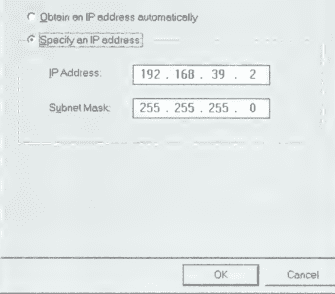 Obtain an IP address automatically
Specify an IP address
IP Address: 192 . 168 . 39 . 2
Subnet Mask: 255 . 255 . 255 . 0
OK Cancel